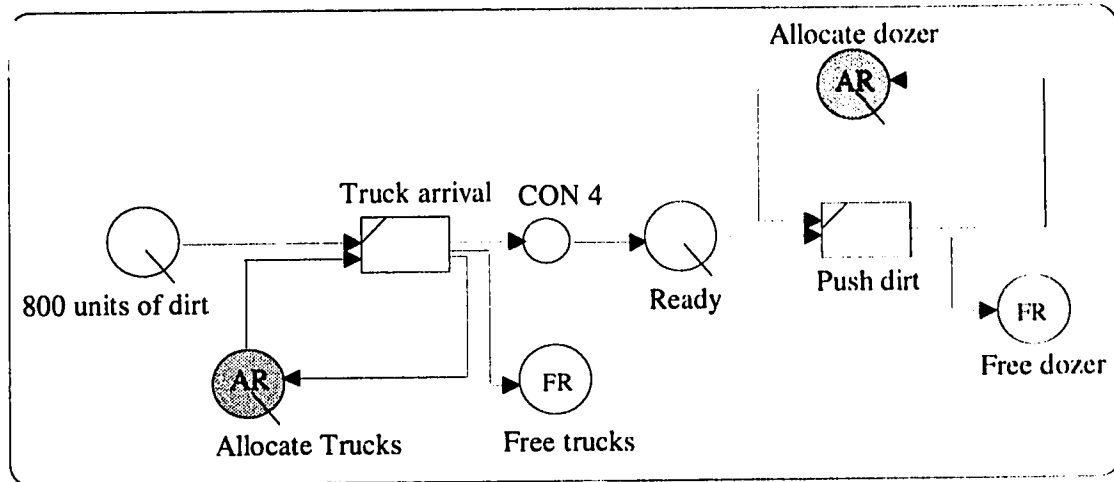 Allocate dozer
AR
Truck arrival
CON 4
800 units of dirt
Ready
Push dirt
AR
FR
FR
Free dozer
Allocate Trucks
Free trucks